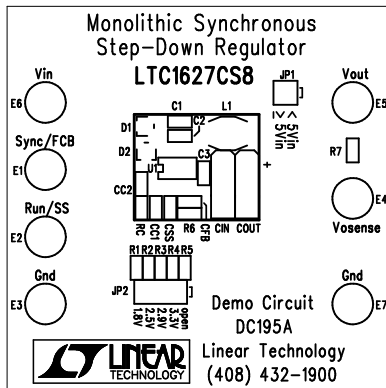 Monolithic Synchronous
Step-Down Regulator
LTC1627CS8
JP1
Vin
Vout
E6
E5
C1
C2
L1
< 5Vin
> 5Vin
D1
D2
Sync/FCB
E1
R7
U1
C3
+
CC2
E4
Vosense
Run/SS
E2
RC
CC1
CSS
R6
CFB
CIN
COUT
R1 R2 R3 R4 R5
JP2
1.8V
2.5V
2.9V
3.3V
open
Gnd
E3
Gnd
E7
Demo Circuit
DC195A
LT LINEAR
TECHNOLOGY
Linear Technology
(408) 432-1900